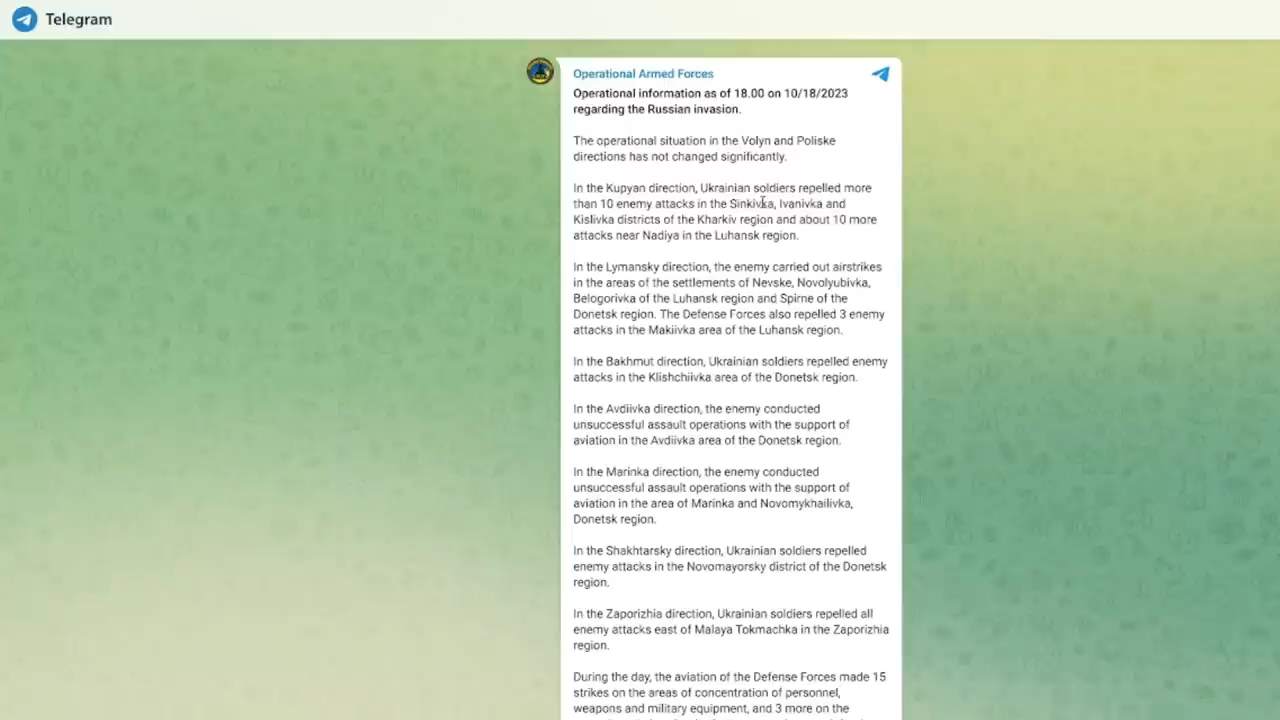 Telegram
Operational Armed Forces
Operational information as of 18.00 on 10/18/2023
regarding the Russian invasion.
The operational situation in the Volyn and Poliske
directions has not changed significantly.
In the Kupyan direction, Ukrainian soldiers repelled more
than 10 enemy attacks in the Sinkivka, Ivanivka and
Kislivka districts of the Kharkiv region and about 10 more
attacks near Nadiya in the Luhansk region.
In the Lymansky direction, the enemy carried out airstrikes
in the areas of the settlements of Nevske, Novolyubivka,
Belogorivka of the Luhansk region and Spirne of the
Donetsk region. The Defense Forces also repelled 3 enemy
attacks in the Makiivka area of the Luhansk region.
In the Bakhmut direction, Ukrainian soldiers repelled enemy
attacks in the Klishchiivka area of the Donetsk region.
In the Avdiivka direction, the enemy conducted
unsuccessful assault operations with the support of
aviation in the Avdiivka area of the Donetsk region.
In the Marinka direction, the enemy conducted
unsuccessful assault operations with the support of
aviation in the area of Marinka and Novomykhailivka,
Donetsk region.
In the Shakhtarsky direction, Ukrainian soldiers repelled
enemy attacks in the Novomayorsky district of the Donetsk
region.
In the Zaporizhia direction, Ukrainian soldiers repelled all
enemy attacks east of Malaya Tokmachka in the Zaporizhia
region.
During the day, the aviation of the Defense Forces made 15
strikes on the areas of concentration of personnel,
weapons and military equipment, and 3 more on the